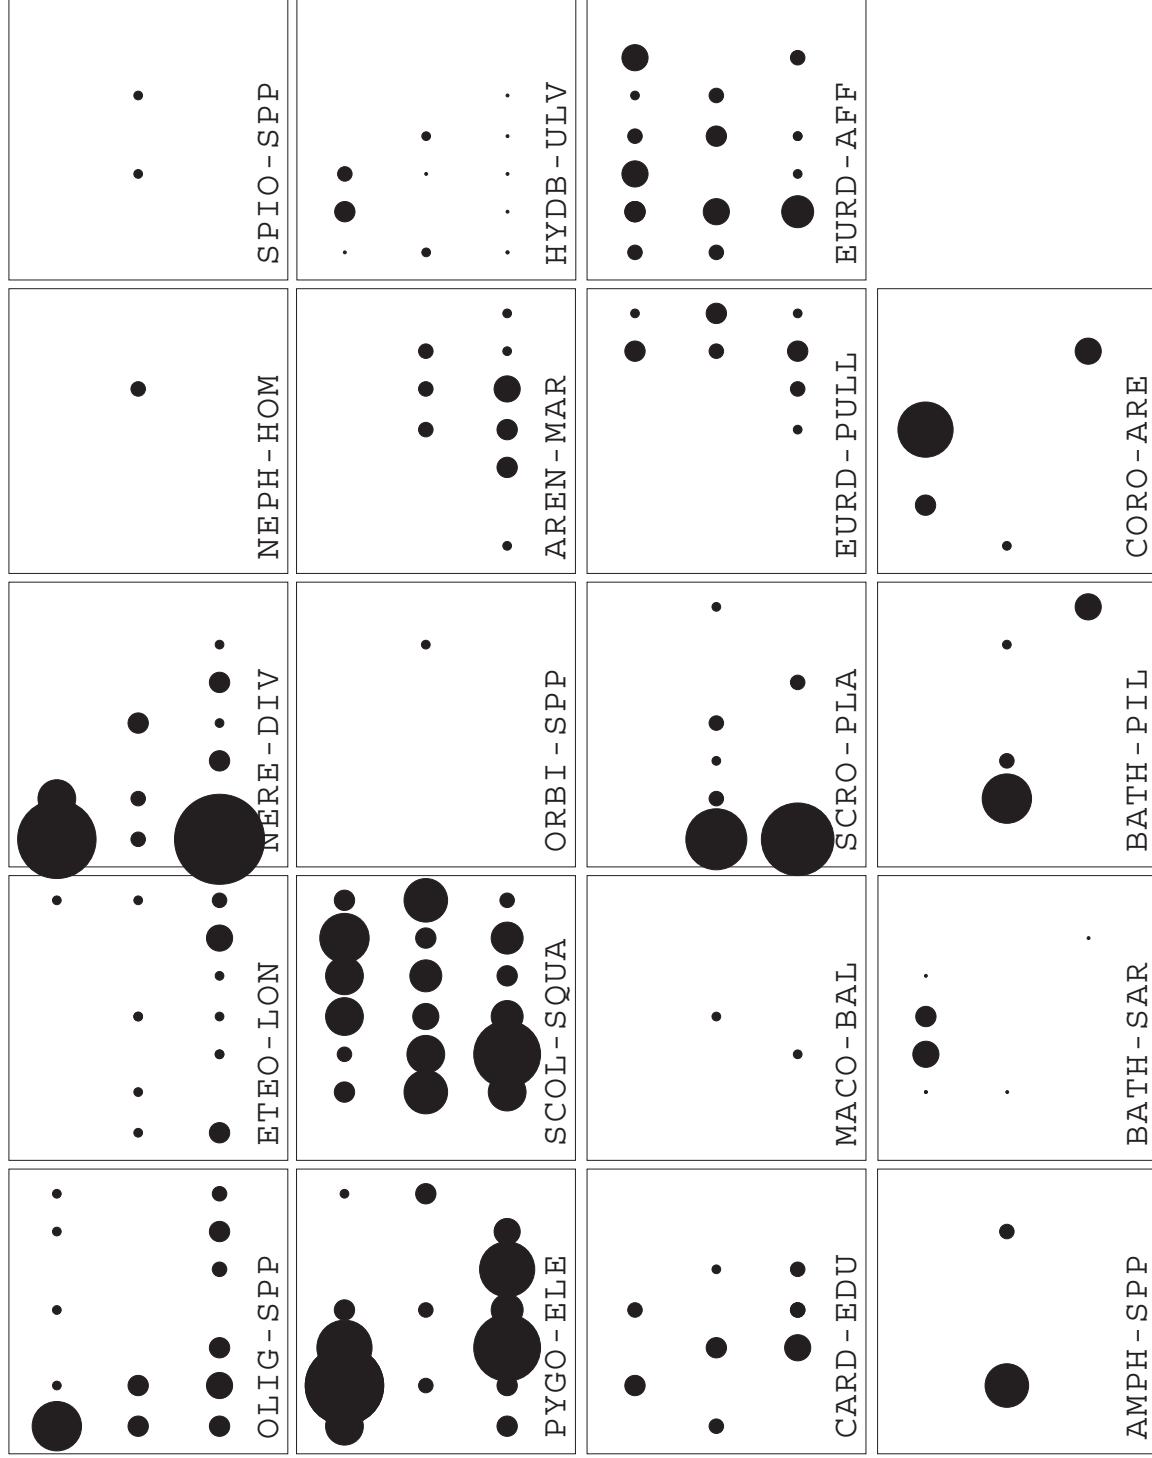 OLIG-SPP
ETEO-LON
NERE-DIV
NEPH-HOM
SPIO-SPP
PYGO-ELE
SCOL-SQUA
ORBI-SPP
AREN-MAR
HYDB-ULV
CARD-EDU
MACO-BAL
SCRO-PLA
EURD-PULL
EURD-AFF
AMPH-SPP
BATH-SAR
BATH-PIL
CORO-ARE